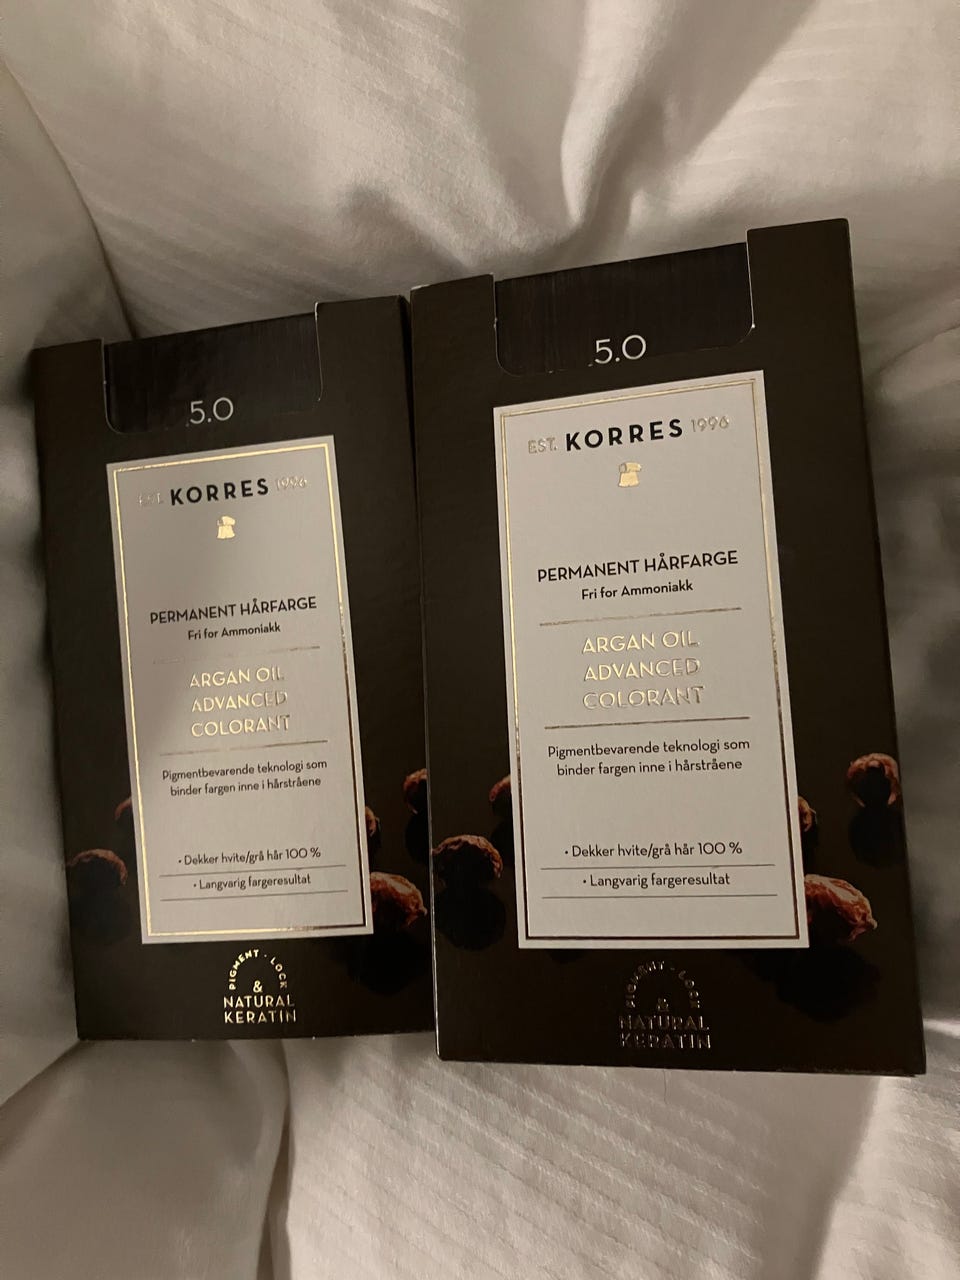 5.0
EST. KORRES 1996
PERMANENT HÅRFARGE
Fri for Ammoniakk
ARGAN OIL
ADVANCED
COLORANT
Pigmentbevarende teknologi som
binder fargen inne i hårstråene
• Dekker hvite/grå hår 100 %
• Langvarig fargeresultat
PIGMENT · LOCK
&
NATURAL
KERATIN
5.0
EST. KORRES 1996
PERMANENT HÅRFARGE
Fri for Ammoniakk
ARGAN OIL
ADVANCED
COLORANT
Pigmentbevarende teknologi som
binder fargen inne i hårstråene
• Dekker hvite/grå hår 100 %
• Langvarig fargeresultat
PIGMENT · LOCK
&
NATURAL
KERATIN